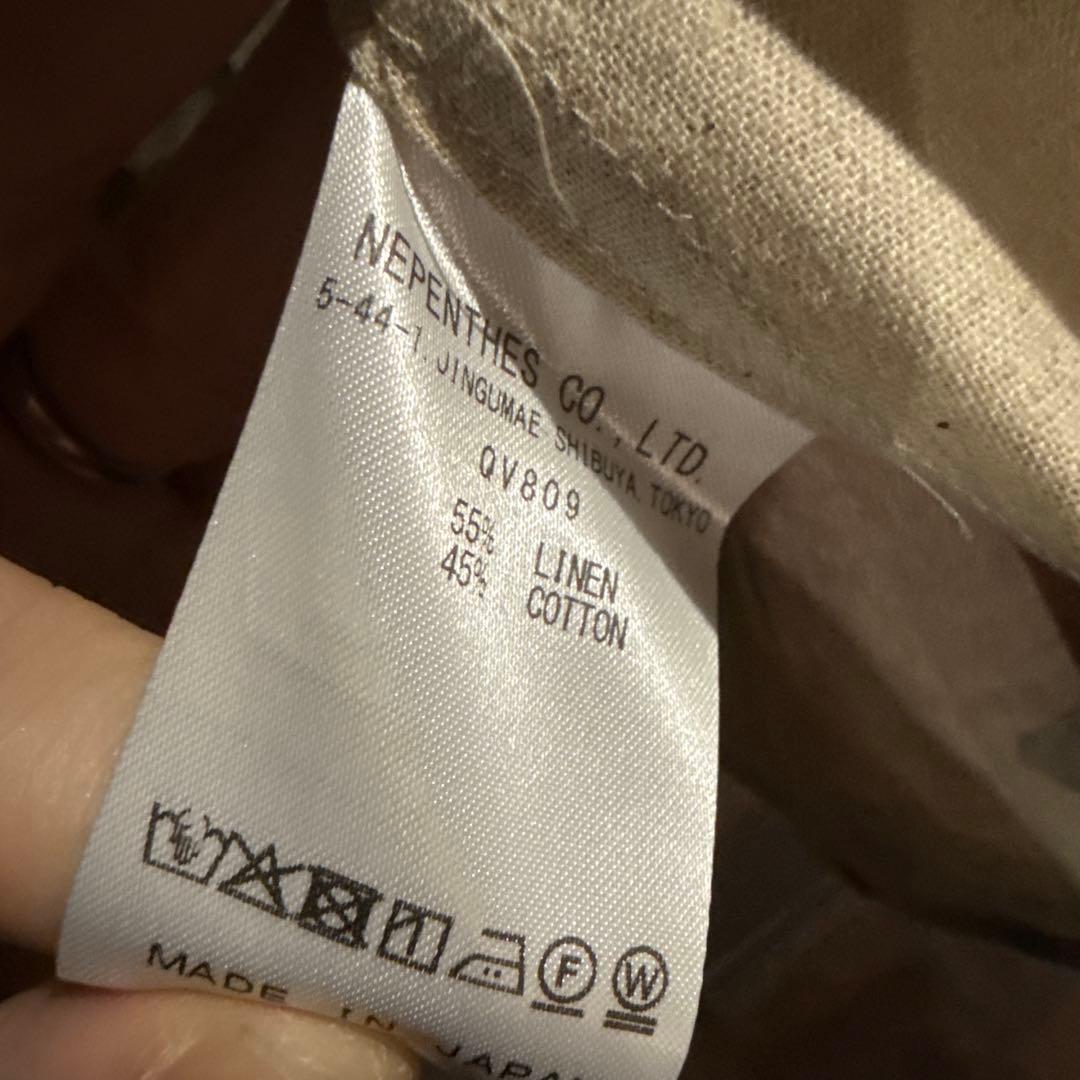 NEPENTHES CO., LTD.
5-44-1, JINGUMAE SHIBUYA. TOKYO
QV809
55% LINEN
45% COTTON
F W
MADE IN JAPAN